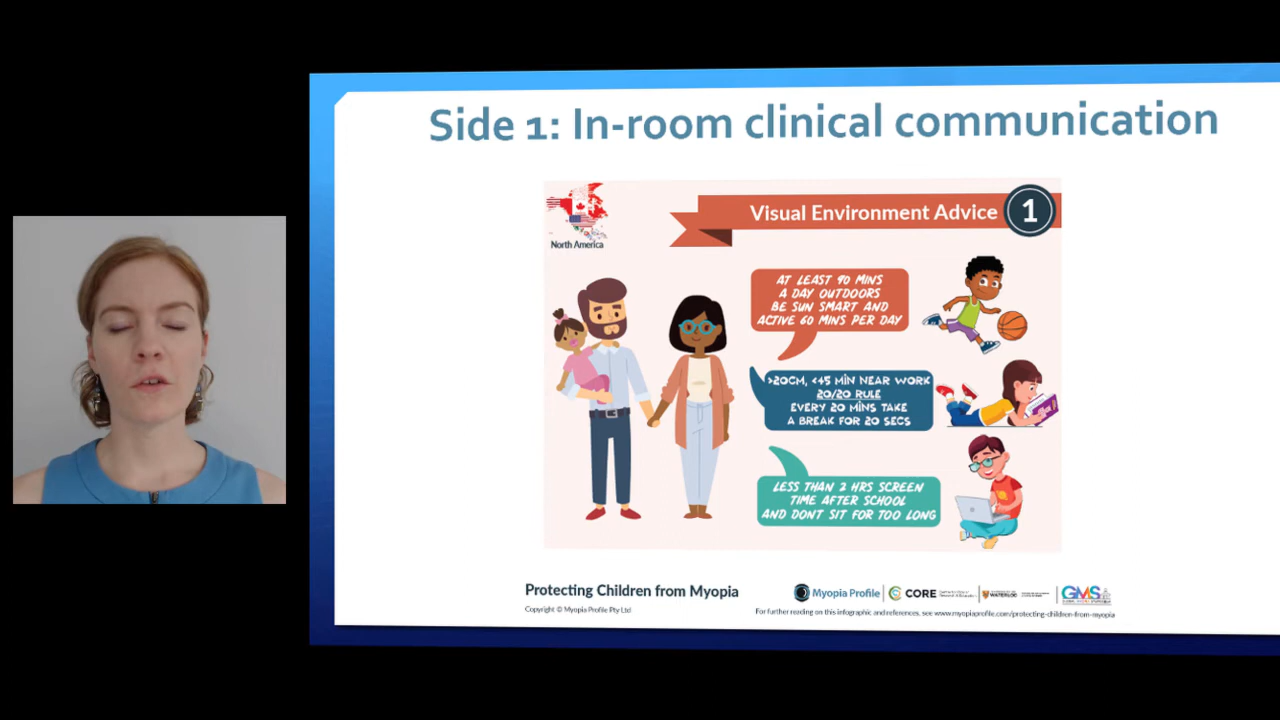 Side 1: In-room clinical communication
North America
Visual Environment Advice 1
AT LEAST 90 MINS
A DAY OUTDOORS
BE SUN SMART AND
ACTIVE 60 MINS PER DAY
>20CM, <45 MIN NEAR WORK
20/20 RULE
EVERY 20 MINS TAKE
A BREAK FOR 20 SECS
LESS THAN 2 HRS SCREEN
TIME AFTER SCHOOL
AND DONT SIT FOR TOO LONG
Protecting Children from Myopia
Copyright © Myopia Profile Pty Ltd
Myopia Profile CORE WATERLOO GMS
For further reading on this infographic and references, see www.myopiaprofile.com/protecting-children-from-myopia